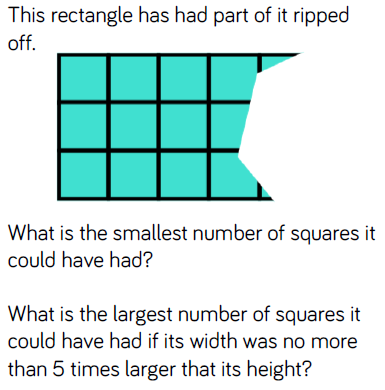 This rectangle has had part of it ripped
off.
What is the smallest number of squares it
could have had?
What is the largest number of squares it
could have had if its width was no more
than 5 times larger that its height?